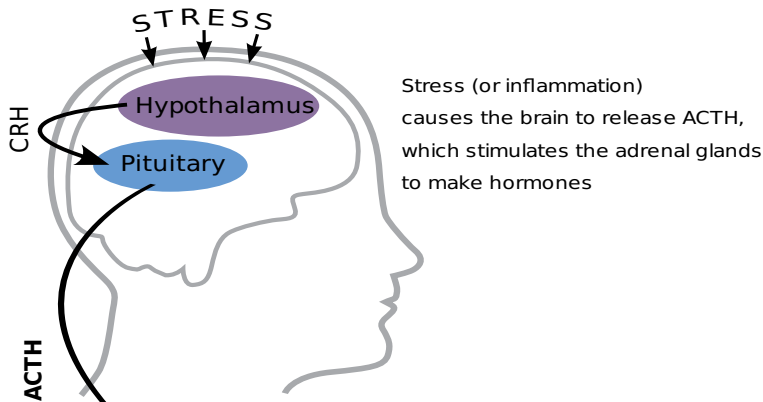 STRESS
Hypothalamus
CRH
Pituitary
ACTH
Stress (or inflammation)
causes the brain to release ACTH,
which stimulates the adrenal glands
to make hormones